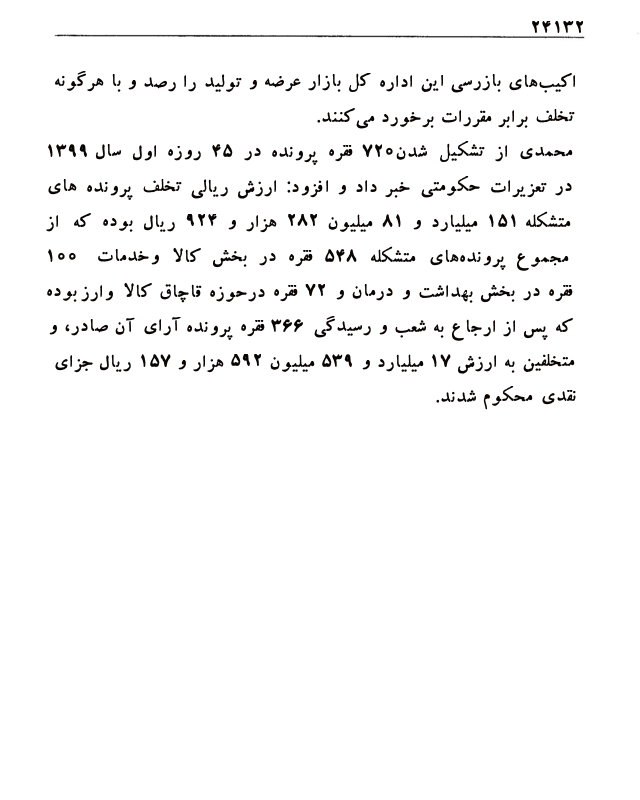 ۲۴۱۳۲
اکیب‌های بازرسی این اداره کل بازار عرضه و تولید را رصد و با هرگونه
تخلف برابر مقررات برخورد می‌کنند.
محمدی از تشکیل شدن۷۲۰ فقره پرونده در ۴۵ روزه اول سال ۱۳۹۹
در تعزیرات حکومتی خبر داد و افزود: ارزش ریالی تخلف پرونده های
متشکله ۱۵۱ میلیارد و ۸۱ میلیون ۲۸۲ هزار و ۹۲۴ ریال بوده که از
مجموع پرونده‌های متشکله ۵۴۸ فقره در بخش کالا وخدمات ۱۰۰
فقره در بخش بهداشت و درمان و ۷۲ فقره درحوزه قاچاق کالا وارز بوده
که پس از ارجاع به شعب و رسیدگی ۳۶۶ فقره پرونده آرای آن صادر، و
متخلفین به ارزش ۱۷ میلیارد و ۵۳۹ میلیون ۵۹۲ هزار و ۱۵۷ ریال جزای
نقدی محکوم شدند.